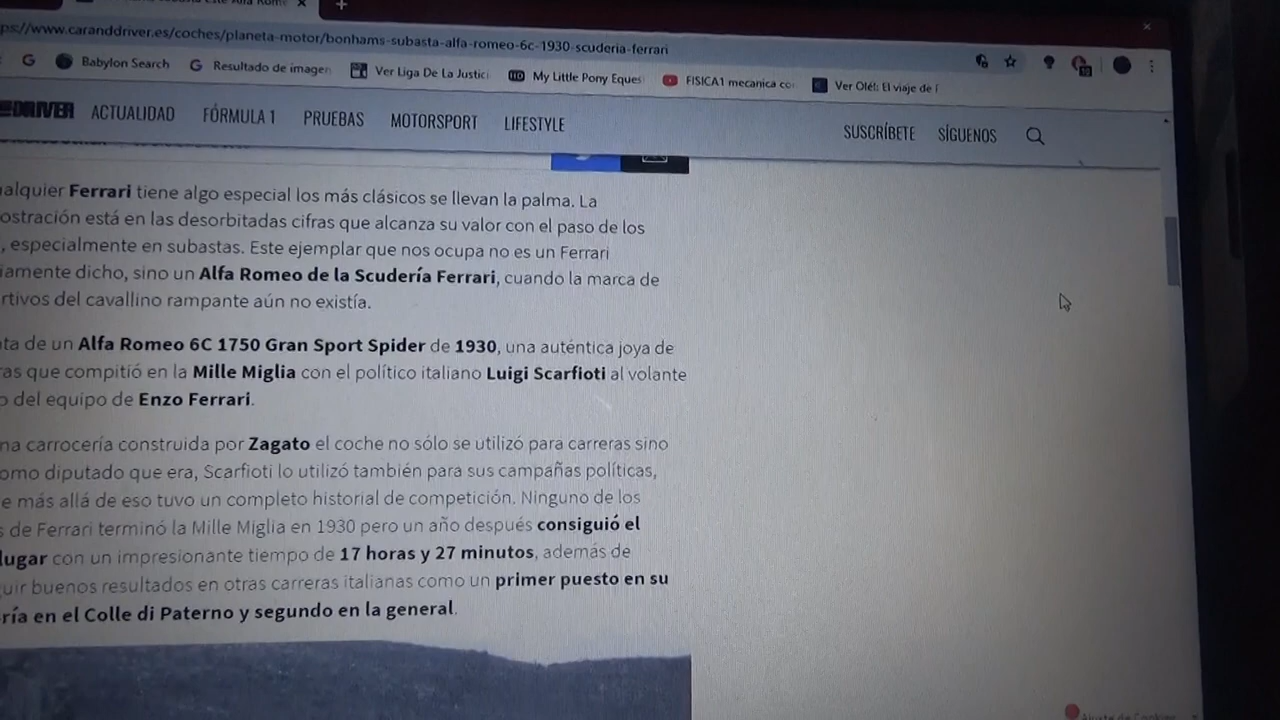 ps://www.caranddriver.es/coches/planeta-motor/bonhams-subasta-alfa-romeo-6c-1930-scuderia-ferrari
Babylon Search
Resultado de imagen
Ver Liga De La Justici
My Little Pony Eques
FISICA1 mecanica co
Ver Olé!: El viaje de
DRIVER
ACTUALIDAD
FÓRMULA 1
PRUEBAS
MOTORSPORT
LIFESTYLE
SUSCRÍBETE
SÍGUENOS
alquier Ferrari tiene algo especial los más clásicos se llevan la palma. La
ostración está en las desorbitadas cifras que alcanza su valor con el paso de los
, especialmente en subastas. Este ejemplar que nos ocupa no es un Ferrari
iamente dicho, sino un Alfa Romeo de la Scudería Ferrari, cuando la marca de
rtivos del cavallino rampante aún no existía.
ta de un Alfa Romeo 6C 1750 Gran Sport Spider de 1930, una auténtica joya de
ras que compitió en la Mille Miglia con el político italiano Luigi Scarfioti al volante
o del equipo de Enzo Ferrari.
na carrocería construida por Zagato el coche no sólo se utilizó para carreras sino
omo diputado que era, Scarfioti lo utilizó también para sus campañas políticas,
e más allá de eso tuvo un completo historial de competición. Ninguno de los
s de Ferrari terminó la Mille Miglia en 1930 pero un año después consiguió el
lugar con un impresionante tiempo de 17 horas y 27 minutos, además de
uir buenos resultados en otras carreras italianas como un primer puesto en su
ría en el Colle di Paterno y segundo en la general.
Ajuste de Cookies